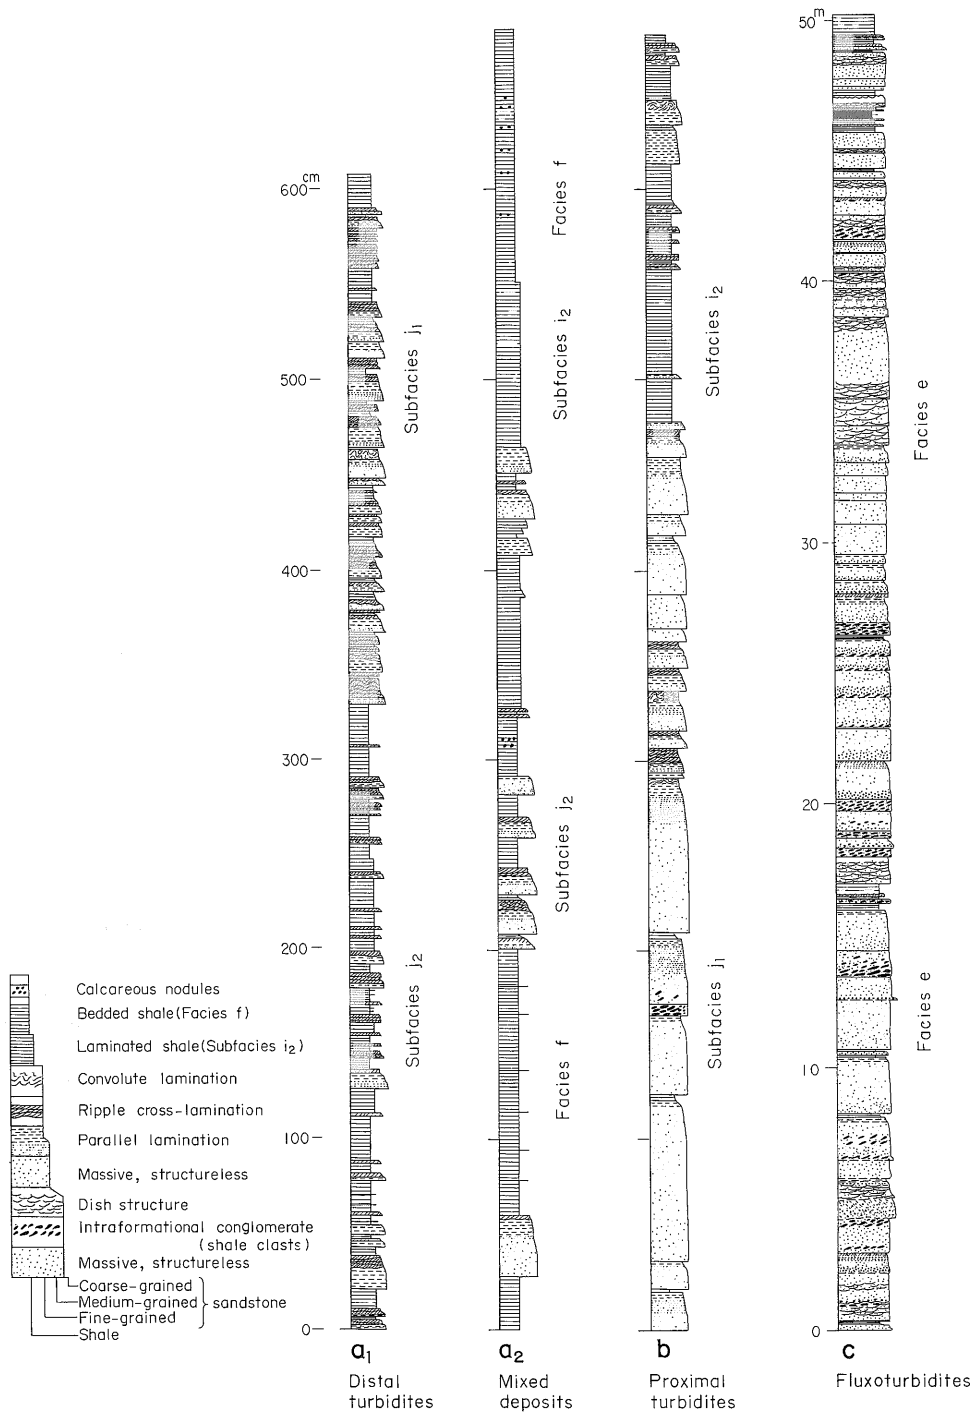 50 m
40
30
20
10
0
600 cm
500
400
300
200
100
0
Subfacies j1
Subfacies j2
Facies f
Subfacies i2
Subfacies j2
Facies f
Subfacies i2
Subfacies j1
Facies e
Facies e
Calcareous nodules
Bedded shale(Facies f)
Laminated shale(Subfacies i2)
Convolute lamination
Ripple cross-lamination
Parallel lamination
Massive, structureless
Dish structure
Intraformational conglomerate
(shale clasts)
Massive, structureless
Coarse-grained
Medium-grained
sandstone
Fine-grained
Shale
a1
Distal
turbidites
a2
Mixed
deposits
b
Proximal
turbidites
c
Fluxoturbidites